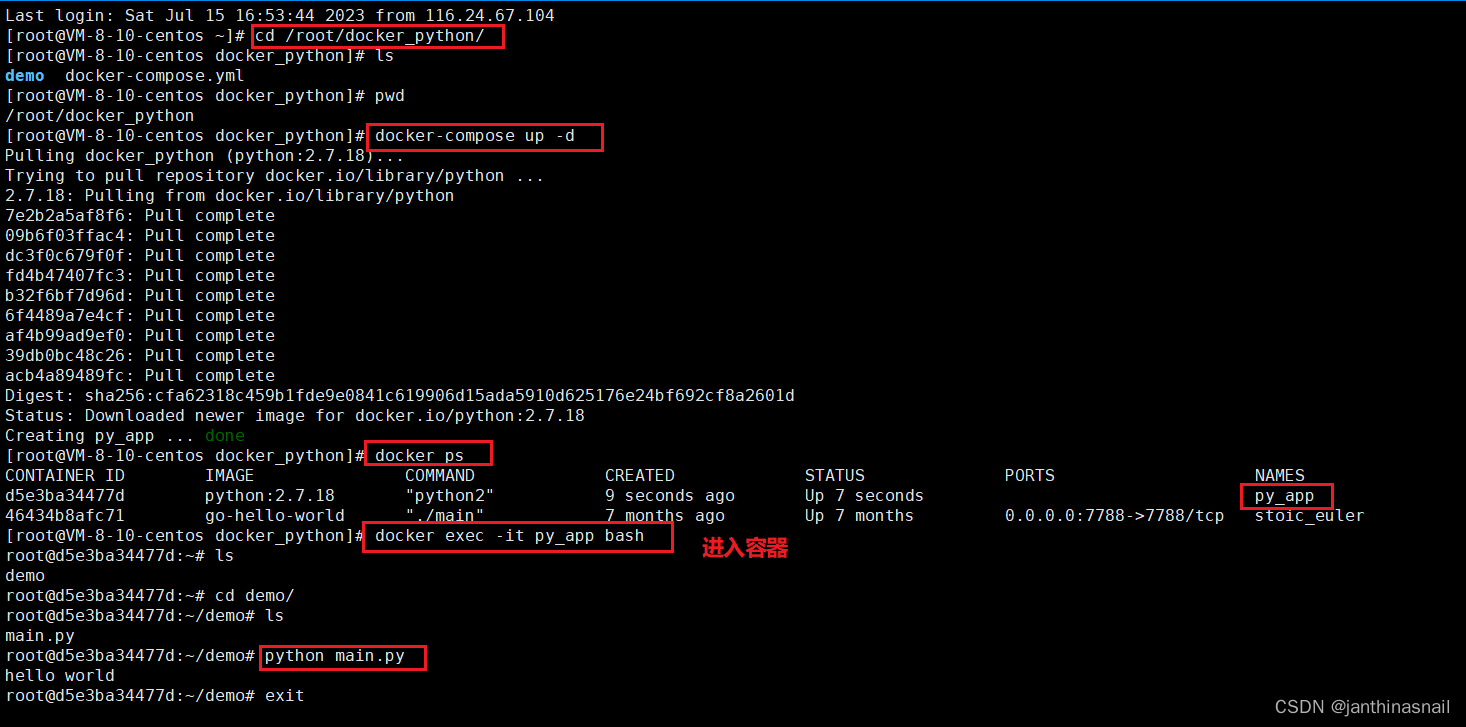 Last login: Sat Jul 15 16:53:44 2023 from 116.24.67.104
[root@VM-8-10-centos ~]# cd /root/docker_python/
[root@VM-8-10-centos docker_python]# ls
demo  docker-compose.yml
[root@VM-8-10-centos docker_python]# pwd
/root/docker_python
[root@VM-8-10-centos docker_python]# docker-compose up -d
Pulling docker_python (python:2.7.18)...
Trying to pull repository docker.io/library/python ...
2.7.18: Pulling from docker.io/library/python
7e2b2a5af8f6: Pull complete
09b6f03ffac4: Pull complete
dc3f0c679f0f: Pull complete
fd4b47407fc3: Pull complete
b32f6bf7d96d: Pull complete
6f4489a7e4cf: Pull complete
af4b99ad9ef0: Pull complete
39db0bc48c26: Pull complete
acb4a89489fc: Pull complete
Digest: sha256:cfa62318c459b1fde9e0841c619906d15ada5910d625176e24bf692cf8a2601d
Status: Downloaded newer image for docker.io/python:2.7.18
Creating py_app ... done
[root@VM-8-10-centos docker_python]# docker ps
CONTAINER ID        IMAGE               COMMAND             CREATED             STATUS              PORTS                    NAMES
d5e3ba34477d        python:2.7.18       "python2"           9 seconds ago       Up 7 seconds                                 py_app
46434b8afc71        go-hello-world      "./main"            7 months ago        Up 7 months         0.0.0.0:7788->7788/tcp   stoic_euler
[root@VM-8-10-centos docker_python]# docker exec -it py_app bash
进入容器
root@d5e3ba34477d:~# ls
demo
root@d5e3ba34477d:~# cd demo/
root@d5e3ba34477d:~/demo# ls
main.py
root@d5e3ba34477d:~/demo# python main.py
hello world
root@d5e3ba34477d:~/demo# exit
CSDN @janthinasnail